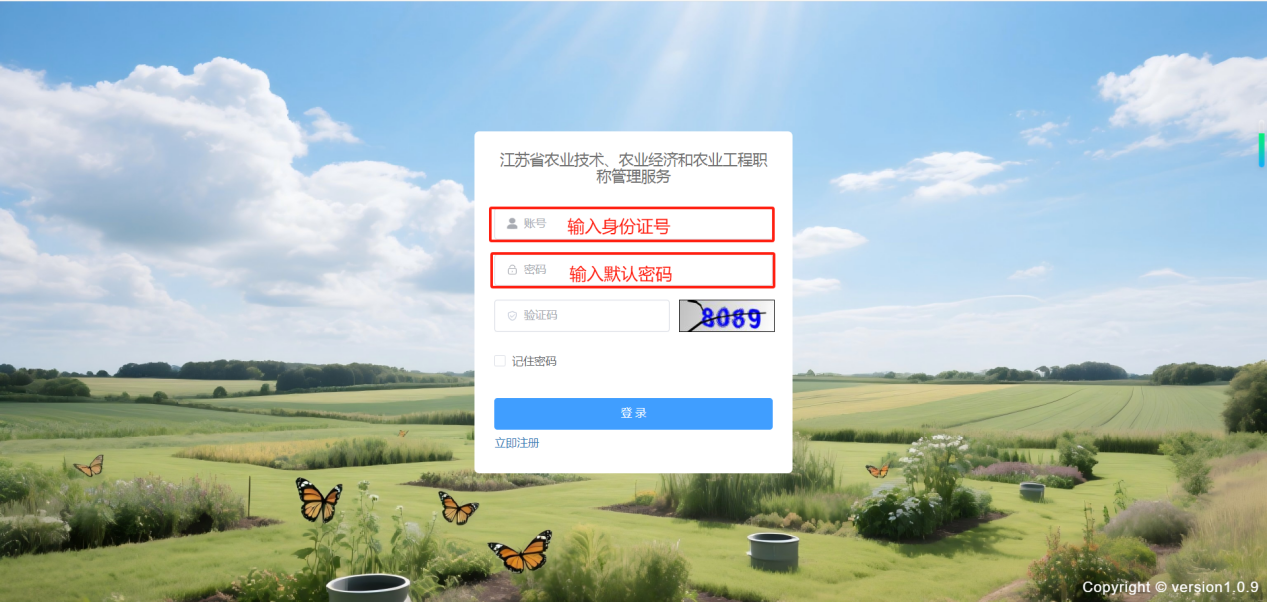 江苏省农业技术、农业经济和农业工程职
称管理服务
账号 输入身份证号
密码 输入默认密码
验证码 8089
记住密码
登录
立即注册
Copyright © version1.0.9